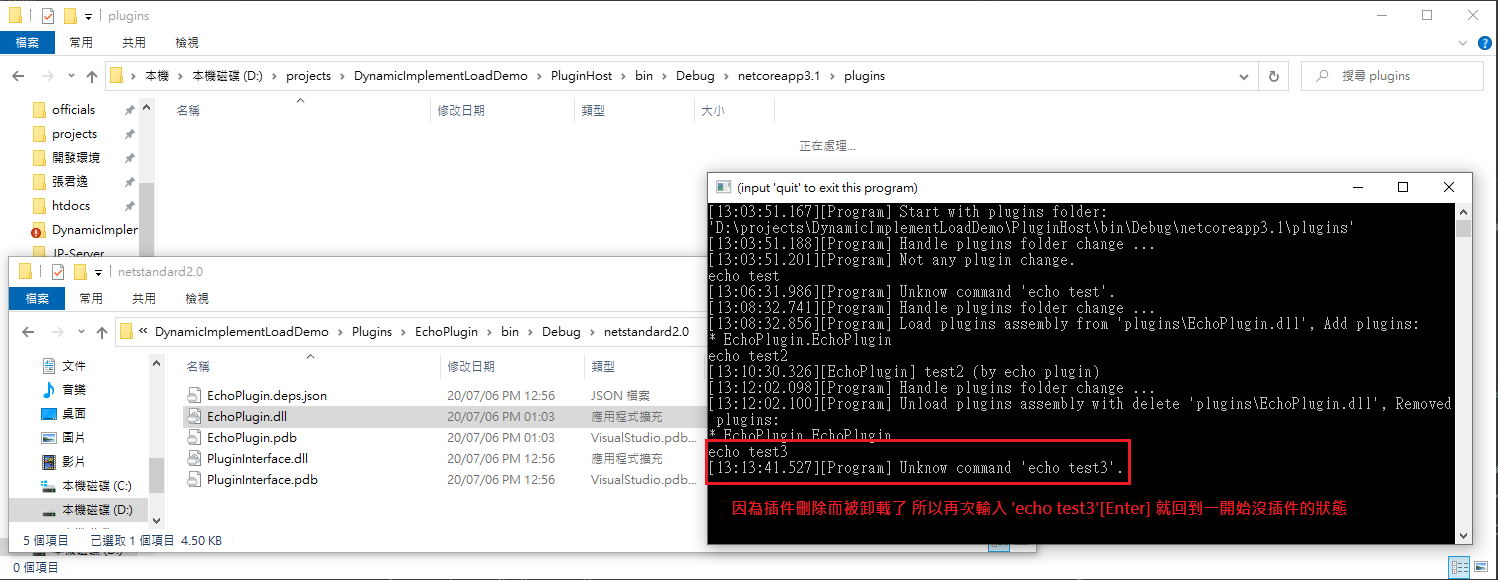 plugins
檔案 常用 共用 檢視
本機 本機磁碟 (D:) projects DynamicImplementLoadDemo PluginHost bin Debug netcoreapp3.1 plugins
搜尋 plugins
名稱 修改日期 類型 大小
正在處理...
officials
projects
開發環境
張君逸
htdocs
DynamicImpler
JP-Server
0 個項目
netstandard2.0
檔案 常用 共用 檢視
« DynamicImplementLoadDemo Plugins EchoPlugin bin Debug netstandard2.0
文件
音樂
桌面
圖片
影片
本機磁碟 (C:)
本機磁碟 (D:)
名稱 修改日期 類型
EchoPlugin.deps.json 20/07/06 PM 12:56 JSON 檔案
EchoPlugin.dll 20/07/06 PM 01:03 應用程式擴充
EchoPlugin.pdb 20/07/06 PM 01:03 VisualStudio.pdb...
PluginInterface.dll 20/07/06 PM 12:56 應用程式擴充
PluginInterface.pdb 20/07/06 PM 12:56 VisualStudio.pdb...
5 個項目 已選取 1 個項目 4.50 KB
(input 'quit' to exit this program)
[13:03:51.167][Program] Start with plugins folder:
'D:\projects\DynamicImplementLoadDemo\PluginHost\bin\Debug\netcoreapp3.1\plugins'
[13:03:51.188][Program] Handle plugins folder change ...
[13:03:51.201][Program] Not any plugin change.
echo test
[13:06:31.986][Program] Unknow command 'echo test'.
[13:08:32.741][Program] Handle plugins folder change ...
[13:08:32.856][Program] Load plugins assembly from 'plugins\EchoPlugin.dll', Add plugins:
* EchoPlugin.EchoPlugin
echo test2
[13:10:30.326][EchoPlugin] test2 (by echo plugin)
[13:12:02.098][Program] Handle plugins folder change ...
[13:12:02.100][Program] Unload plugins assembly with delete 'plugins\EchoPlugin.dll', Removed
plugins:
* EchoPlugin.EchoPlugin
echo test3
[13:13:41.527][Program] Unknow command 'echo test3'.
因為插件刪除而被卸載了 所以再次輸入 'echo test3'[Enter] 就回到一開始沒插件的狀態